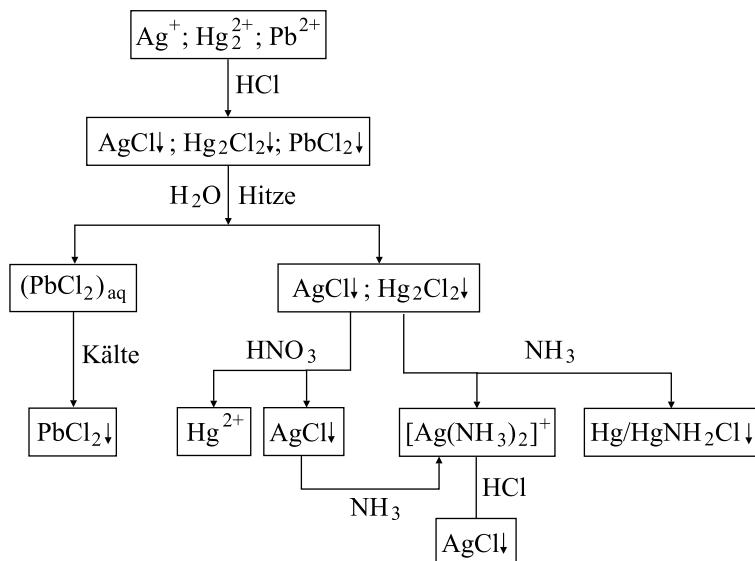 Ag⁺; Hg₂²⁺; Pb²⁺
HCl
AgCl↓; Hg₂Cl₂↓; PbCl₂↓
H₂O Hitze
(PbCl₂)aq
AgCl↓; Hg₂Cl₂↓
Kälte
HNO₃
NH₃
PbCl₂↓
Hg²⁺
AgCl↓
[Ag(NH₃)₂]⁺
Hg/HgNH₂Cl↓
NH₃
HCl
AgCl↓